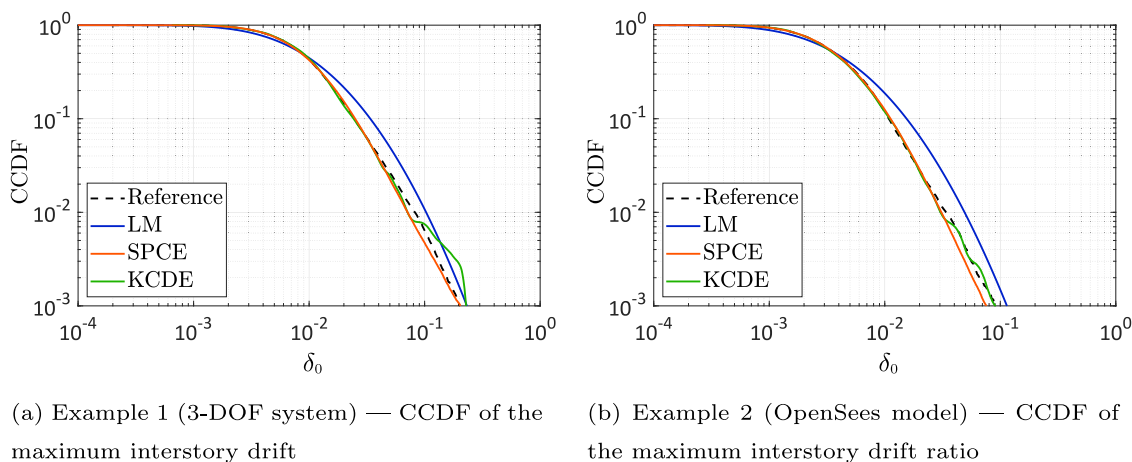 10^0
10^-1
10^-2
10^-3
CCDF
Reference
LM
SPCE
KCDE
10^-4
10^-3
10^-2
10^-1
10^0
δ_0
(a) Example 1 (3-DOF system) — CCDF of the
maximum interstory drift
10^0
10^-1
10^-2
10^-3
CCDF
Reference
LM
SPCE
KCDE
10^-4
10^-3
10^-2
10^-1
10^0
δ_0
(b) Example 2 (OpenSees model) — CCDF of
the maximum interstory drift ratio